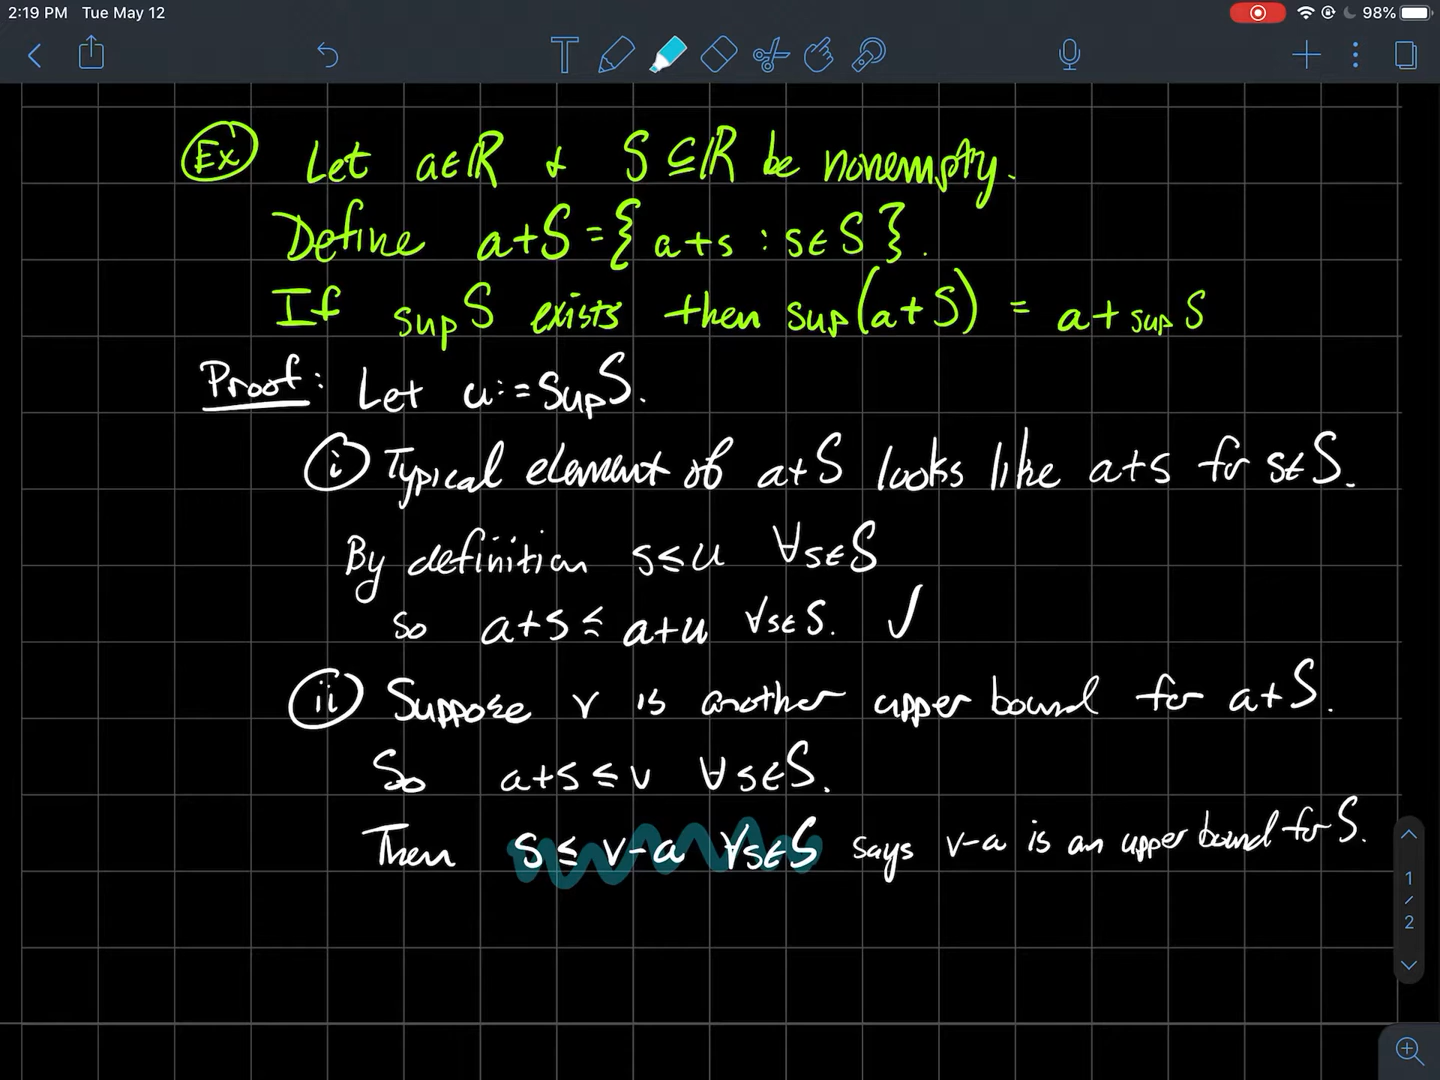 2:19 PM Tue May 12 98%
Ex Let a∈ℝ & S⊆ℝ be nonempty.
Define a+S={a+s : s∈S}.
If sup S exists then sup(a+S) = a+sup S
Proof: Let u:=Sup S.
i Typical element of a+S looks like a+s for s∈S.
By definition s≤u ∀s∈S
So a+s≤a+u ∀s∈S. ✓
ii Suppose v is another upper bound for a+S.
So a+s≤v ∀s∈S.
Then s≤v-a ∀s∈S says v-a is an upper bound for S.
1
/
2